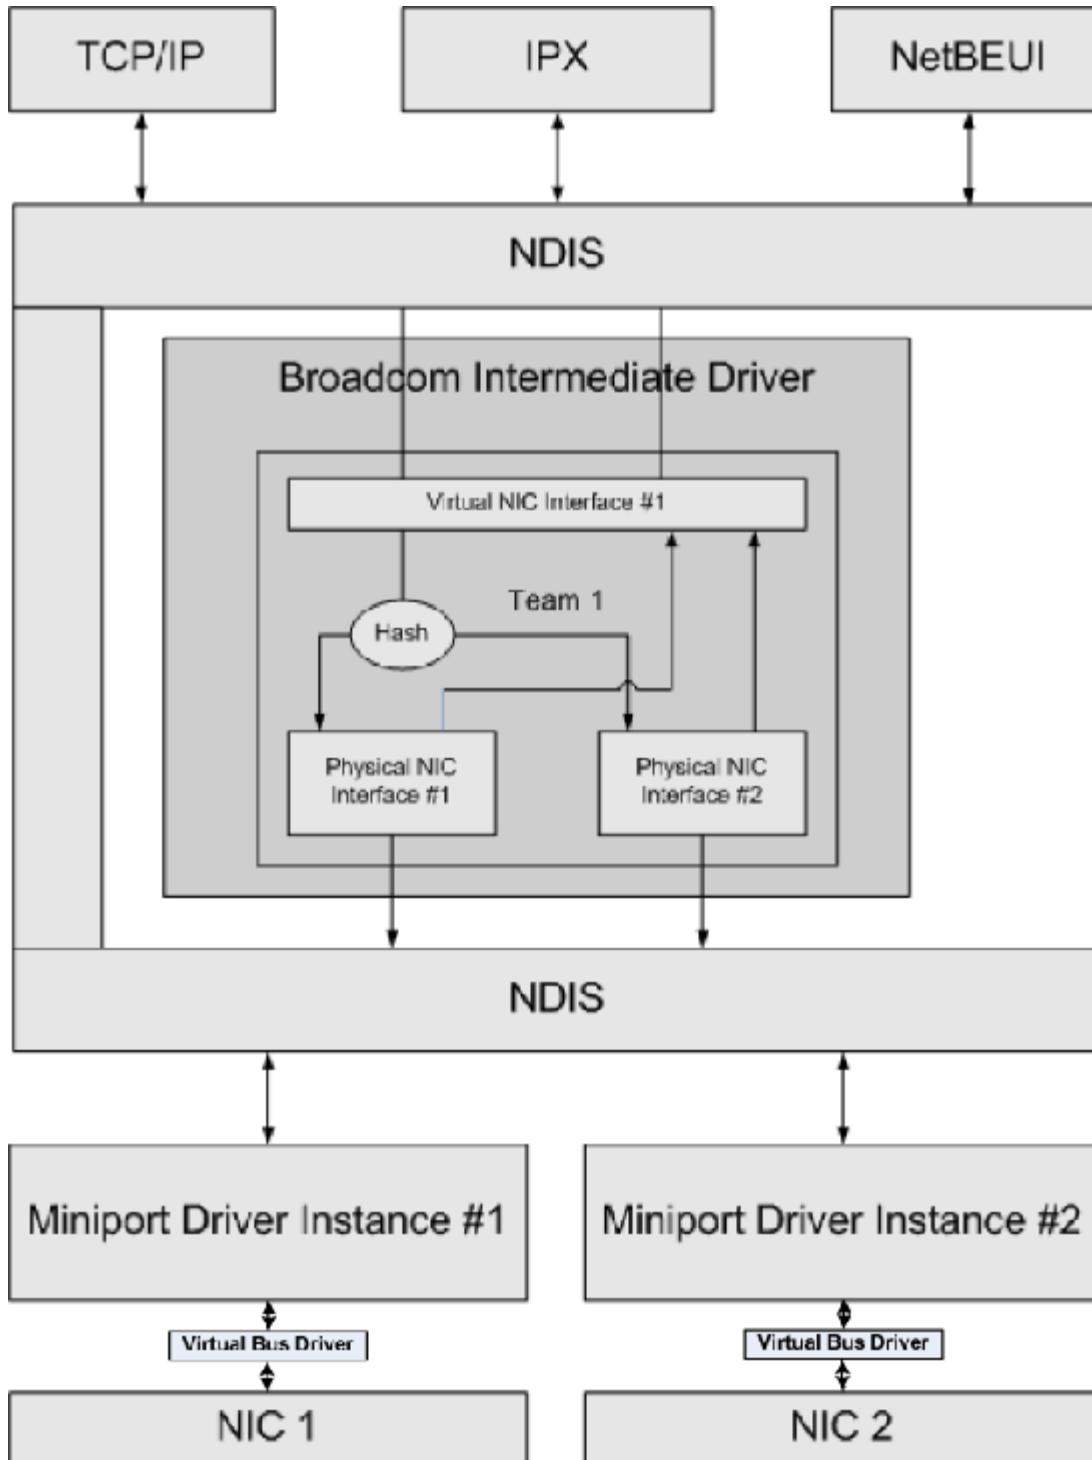 TCP/IP
IPX
NetBEUI
NDIS
Broadcom Intermediate Driver
Virtual NIC Interface #1
Team 1
Hash
Physical NIC
Interface #1
Physical NIC
Interface #2
NDIS
Miniport Driver Instance #1
Miniport Driver Instance #2
Virtual Bus Driver
Virtual Bus Driver
NIC 1
NIC 2